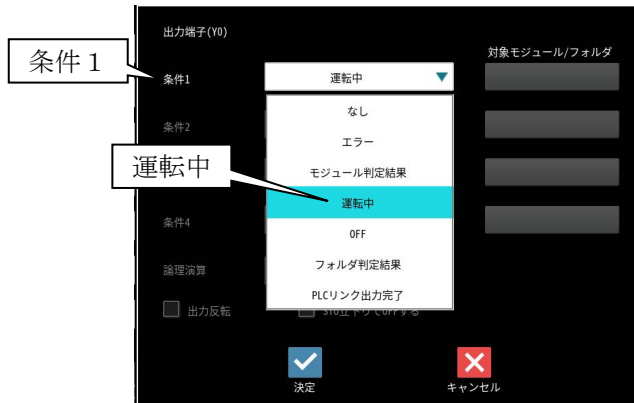 出力端子(Y0)
対象モジュール/フォルダ
条件1
条件1
運転中
なし
条件2
エラー
運転中
モジュール判定結果
運転中
条件4
OFF
論理演算
フォルダ判定結果
PLCリンク出力完了
出力反転
決定
キャンセル